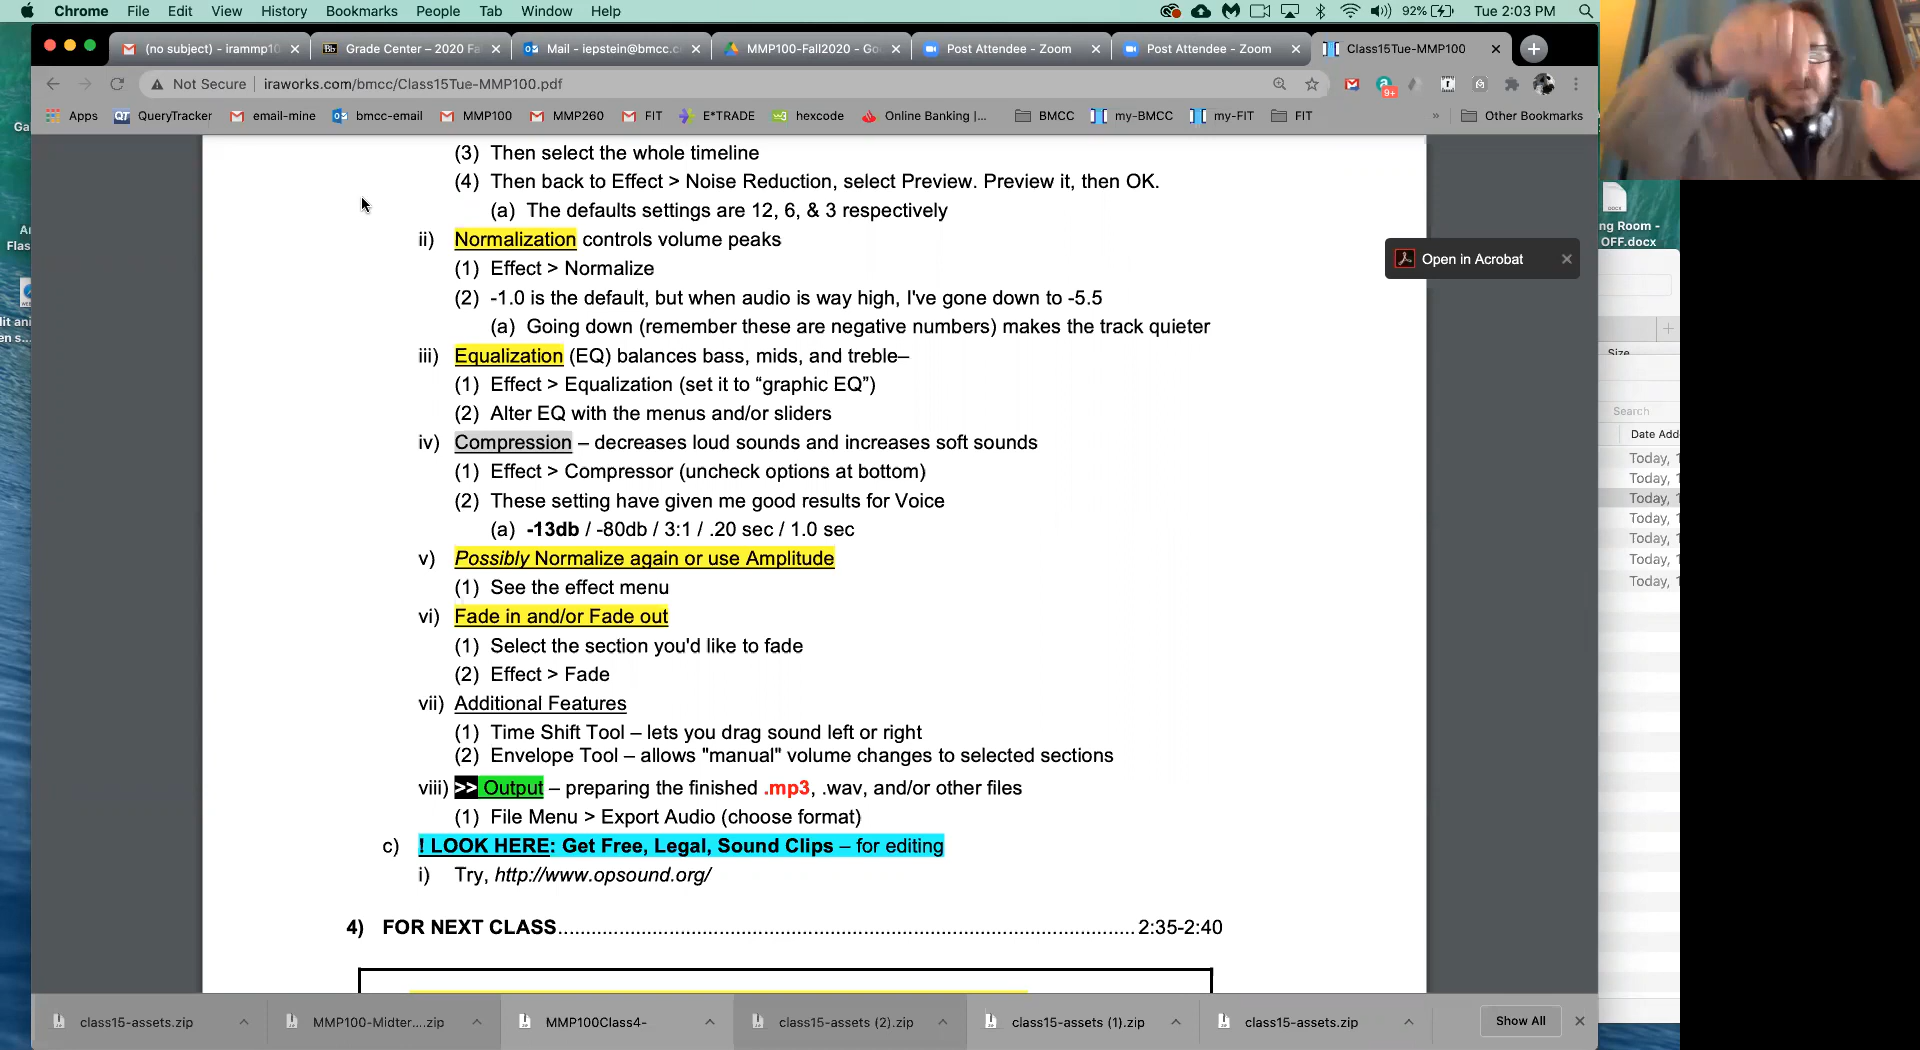 Chrome File Edit View History Bookmarks People Tab Window Help 92% Tue 2:03 PM
(no subject) - irammp10 Grade Center – 2020 Fa Mail - iepstein@bmcc.c MMP100-Fall2020 - Go Post Attendee - Zoom Post Attendee - Zoom Class15Tue-MMP100
Not Secure iraworks.com/bmcc/Class15Tue-MMP100.pdf 9+
Apps QueryTracker email-mine bmcc-email MMP100 MMP260 FIT E*TRADE hexcode Online Banking |... BMCC my-BMCC my-FIT FIT » Other Bookmarks
(3) Then select the whole timeline
(4) Then back to Effect > Noise Reduction, select Preview. Preview it, then OK.
(a) The defaults settings are 12, 6, & 3 respectively
ii) Normalization controls volume peaks
(1) Effect > Normalize
(2) -1.0 is the default, but when audio is way high, I've gone down to -5.5
(a) Going down (remember these are negative numbers) makes the track quieter
iii) Equalization (EQ) balances bass, mids, and treble–
(1) Effect > Equalization (set it to “graphic EQ”)
(2) Alter EQ with the menus and/or sliders
iv) Compression – decreases loud sounds and increases soft sounds
(1) Effect > Compressor (uncheck options at bottom)
(2) These setting have given me good results for Voice
(a) -13db / -80db / 3:1 / .20 sec / 1.0 sec
v) Possibly Normalize again or use Amplitude
(1) See the effect menu
vi) Fade in and/or Fade out
(1) Select the section you'd like to fade
(2) Effect > Fade
vii) Additional Features
(1) Time Shift Tool – lets you drag sound left or right
(2) Envelope Tool – allows "manual" volume changes to selected sections
viii) >> Output – preparing the finished .mp3, .wav, and/or other files
(1) File Menu > Export Audio (choose format)
c) ! LOOK HERE: Get Free, Legal, Sound Clips – for editing
i) Try, http://www.opsound.org/
4) FOR NEXT CLASS 2:35-2:40
Open in Acrobat
ng Room -
OFF.docx
Size
Search
Date Add
Today, 1
Today, 1
Today, 1
Today, 1
Today, 1
Today, 1
Today, 1
class15-assets.zip MMP100-Midter....zip MMP100Class4- class15-assets (2).zip class15-assets (1).zip class15-assets.zip Show All